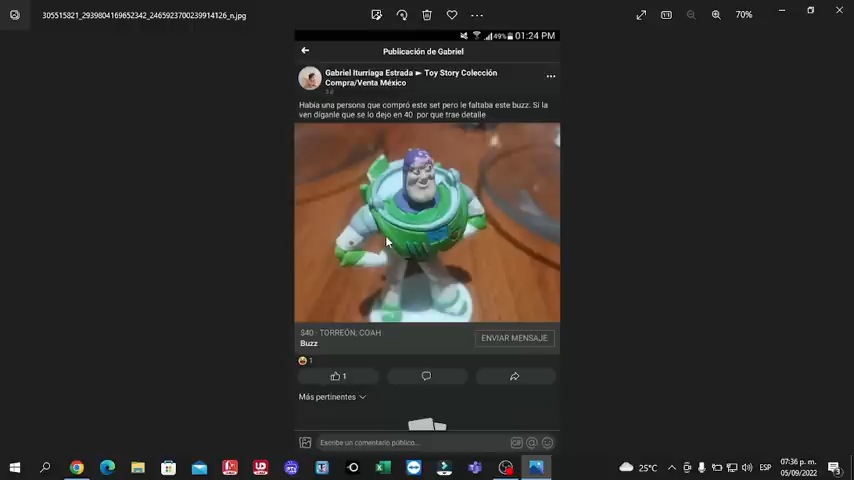 305515821_2939804169652342_2465923700239914126_n.jpg
70%
49% 01:24 PM
Publicación de Gabriel
Gabriel Iturriaga Estrada ► Toy Story Colección
Compra/Venta México
3 d
Había una persona que compró este set pero le faltaba este buzz. Si la
ven díganle que se lo dejo en 40 por que trae detalle
$40 · TORREÓN, COAH
Buzz
ENVIAR MENSAJE
1
1
Más pertinentes
Escribe un comentario público...
GIF
25°C
ESP
07:36 p. m.
05/09/2022